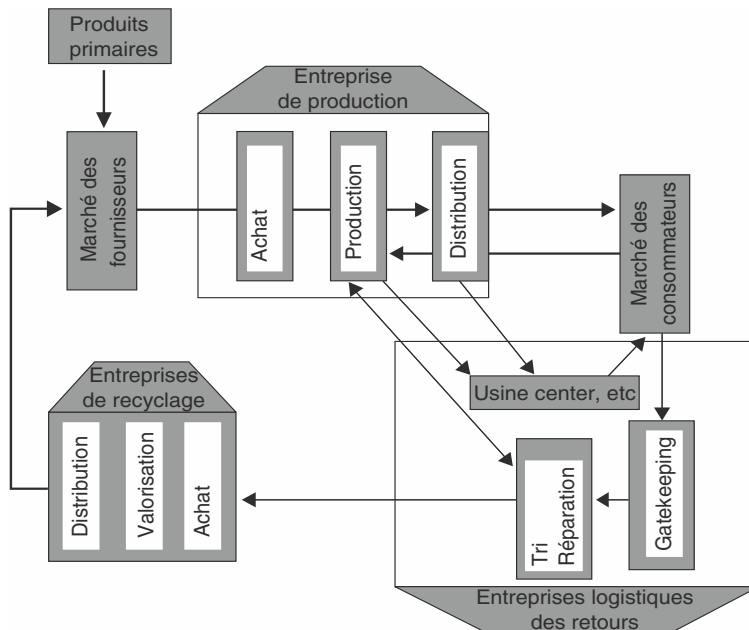 Produits
primaires
Entreprise
de production
Marché des
fournisseurs
Achat
Production
Distribution
Marché des
consommateurs
Entreprises
de recyclage
Usine center, etc
Distribution
Valorisation
Achat
Tri
Réparation
Gatekeeping
Entreprises logistiques
des retours